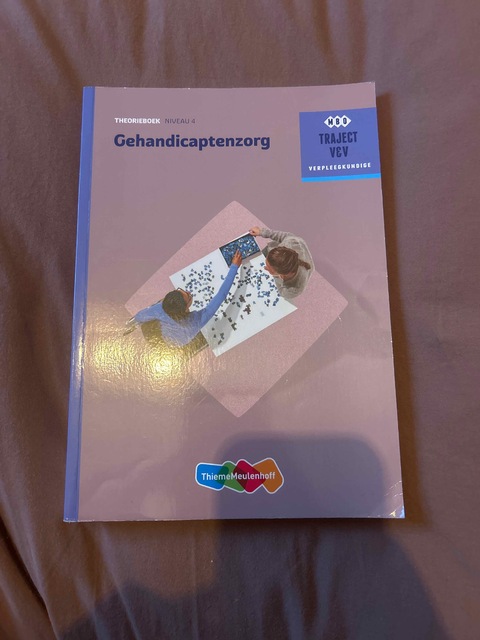 THEORIEBOEK NIVEAU 4
Gehandicaptenzorg
MBO
TRAJECT
V&V
VERPLEEGKUNDIGE
ThiemeMeulenhoff